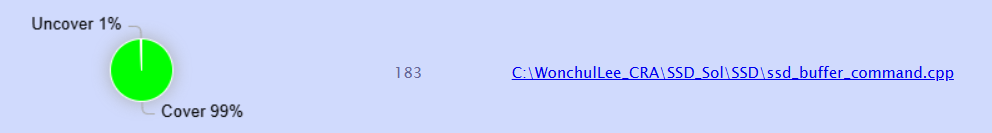 Uncover 1%
183 C:\WonchulLee_CRA\SSD_Sol\SSD\ssd_buffer_command.cpp
Cover 99%